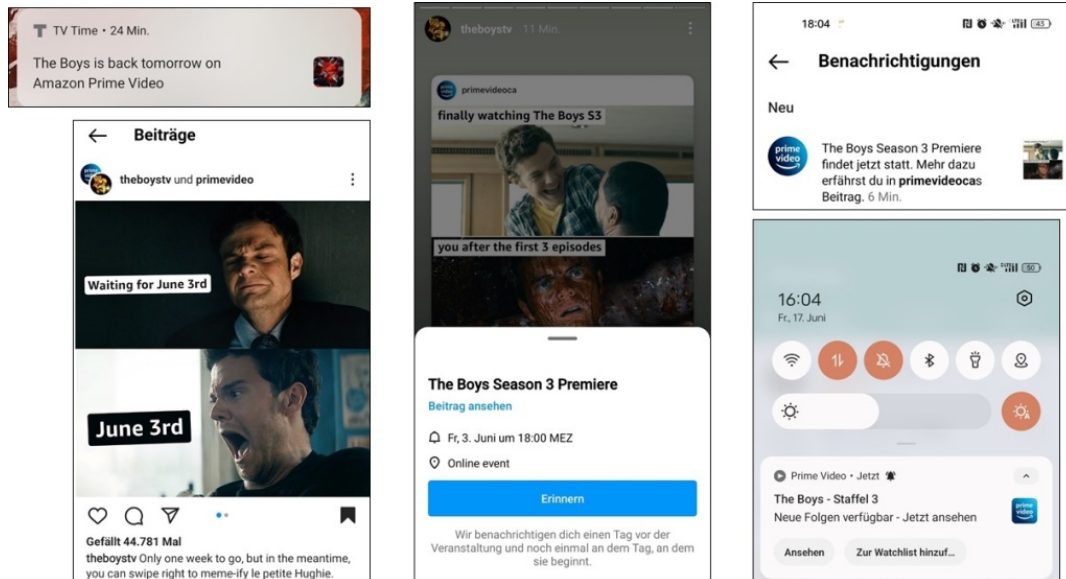 TV Time • 24 Min.
The Boys is back tomorrow on
Amazon Prime Video
Beiträge
theboystv und primevideo
Waiting for June 3rd
June 3rd
Gefällt 44.781 Mal
theboystv Only one week to go, but in the meantime,
you can swipe right to meme-ify le petite Hughie.
theboystv 11 Min.
primevideoca
finally watching The Boys S3
you after the first 3 episodes
The Boys Season 3 Premiere
Beitrag ansehen
Fr, 3. Juni um 18:00 MEZ
Online event
Erinnern
Wir benachrichtigen dich einen Tag vor der
Veranstaltung und noch einmal an dem Tag, an dem
sie beginnt.
18:04
45
Benachrichtigungen
Neu
prime
video
The Boys Season 3 Premiere
findet jetzt statt. Mehr dazu
erfährst du in primevideocas
Beitrag. 6 Min.
50
16:04
Fr., 17. Juni
Prime Video • Jetzt
The Boys - Staffel 3
Neue Folgen verfügbar - Jetzt ansehen
prime
video
Ansehen
Zur Watchlist hinzuf...